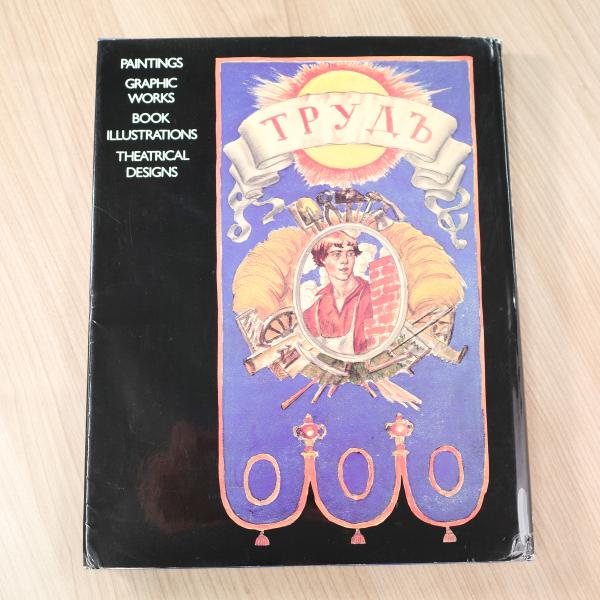 PAINTINGS
GRAPHIC
WORKS
BOOK
ILLUSTRATIONS
THEATRICAL
DESIGNS
ТРУДЪ